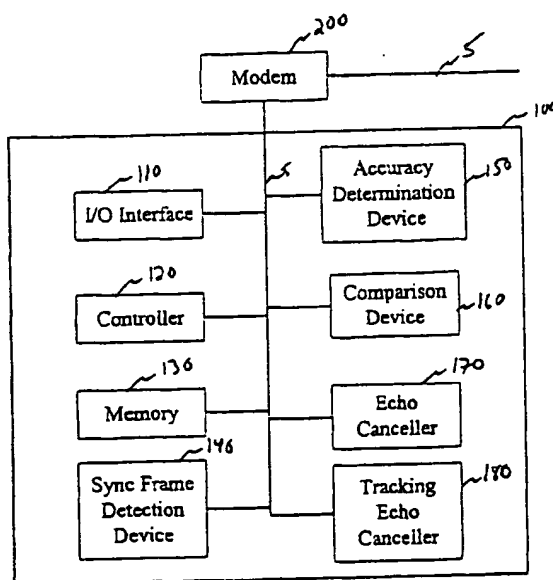 200
5
Modem
100
110
5
150
I/O Interface
Accuracy
Determination
Device
120
Controller
Comparison
Device
160
130
170
Memory
Echo
Canceller
140
180
Sync Frame
Detection
Device
Tracking
Echo
Canceller